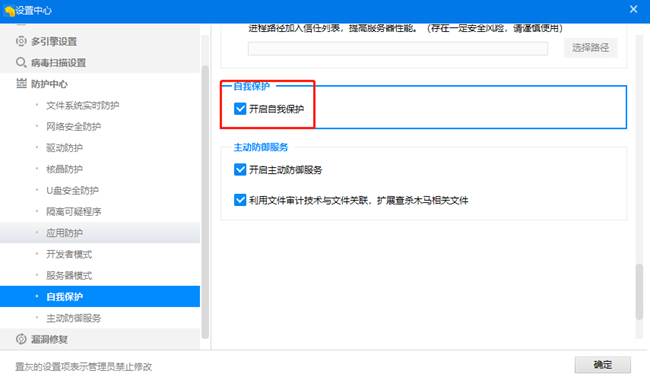 设置中心
多引擎设置
病毒扫描设置
防护中心
文件系统实时防护
网络安全防护
驱动防护
核晶防护
U盘安全防护
隔离可疑程序
应用防护
开发者模式
服务器模式
自我保护
主动防御服务
漏洞修复
进程路径加入信任列表，提高服务器性能。（存在一定安全风险，请谨慎使用）
选择路径
自我保护
开启自我保护
主动防御服务
开启主动防御服务
利用文件审计技术与文件关联，扩展查杀木马相关文件
置灰的设置项表示管理员禁止修改
确定